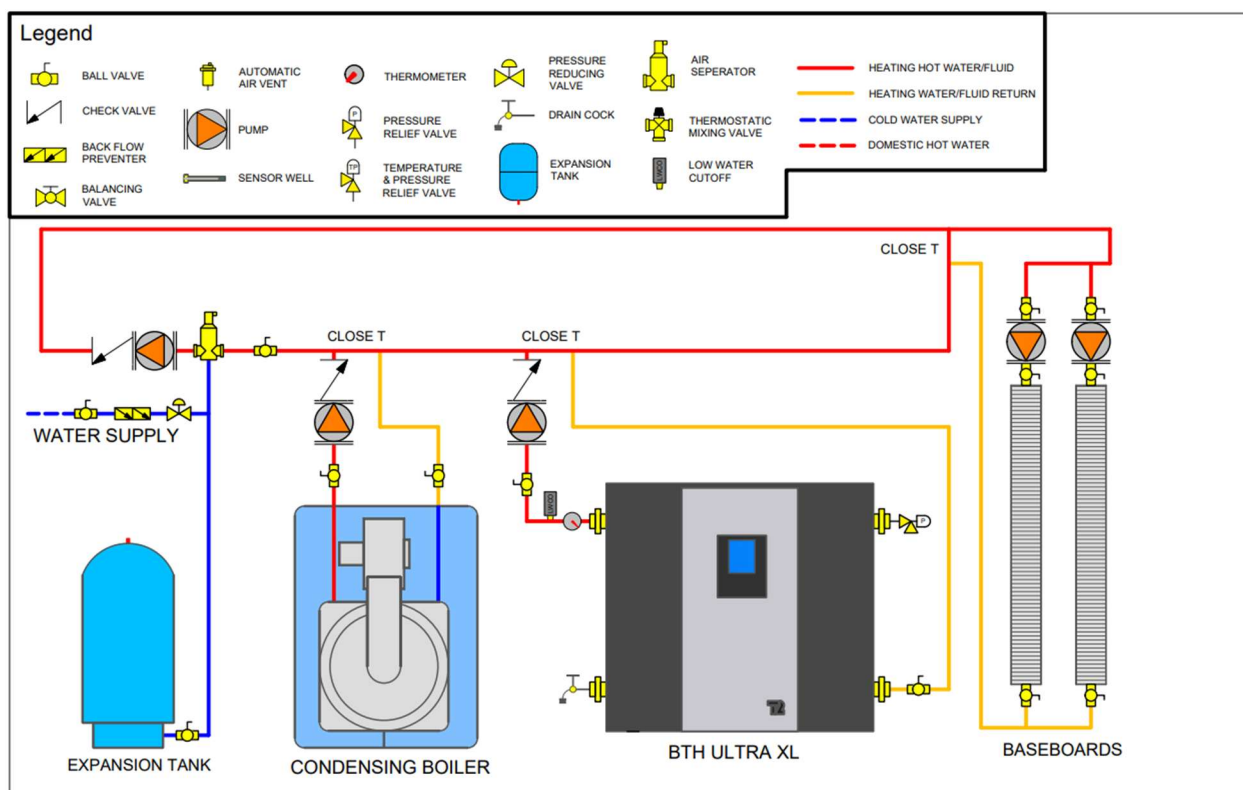 Legend
BALL VALVE
CHECK VALVE
BACK FLOW
PREVENTER
BALANCING
VALVE
AUTOMATIC
AIR VENT
PUMP
SENSOR WELL
THERMOMETER
P
PRESSURE
RELIEF VALVE
TP
TEMPERATURE
& PRESSURE
RELIEF VALVE
PRESSURE
REDUCING
VALVE
DRAIN COCK
EXPANSION
TANK
AIR
SEPERATOR
THERMOSTATIC
MIXING VALVE
LWCO
LOW WATER
CUTOFF
HEATING HOT WATER/FLUID
HEATING WATER/FLUID RETURN
COLD WATER SUPPLY
DOMESTIC HOT WATER
CLOSE T
CLOSE T
CLOSE T
WATER SUPPLY
LWCO
P
EXPANSION TANK
CONDENSING BOILER
BTH ULTRA XL
BASEBOARDS